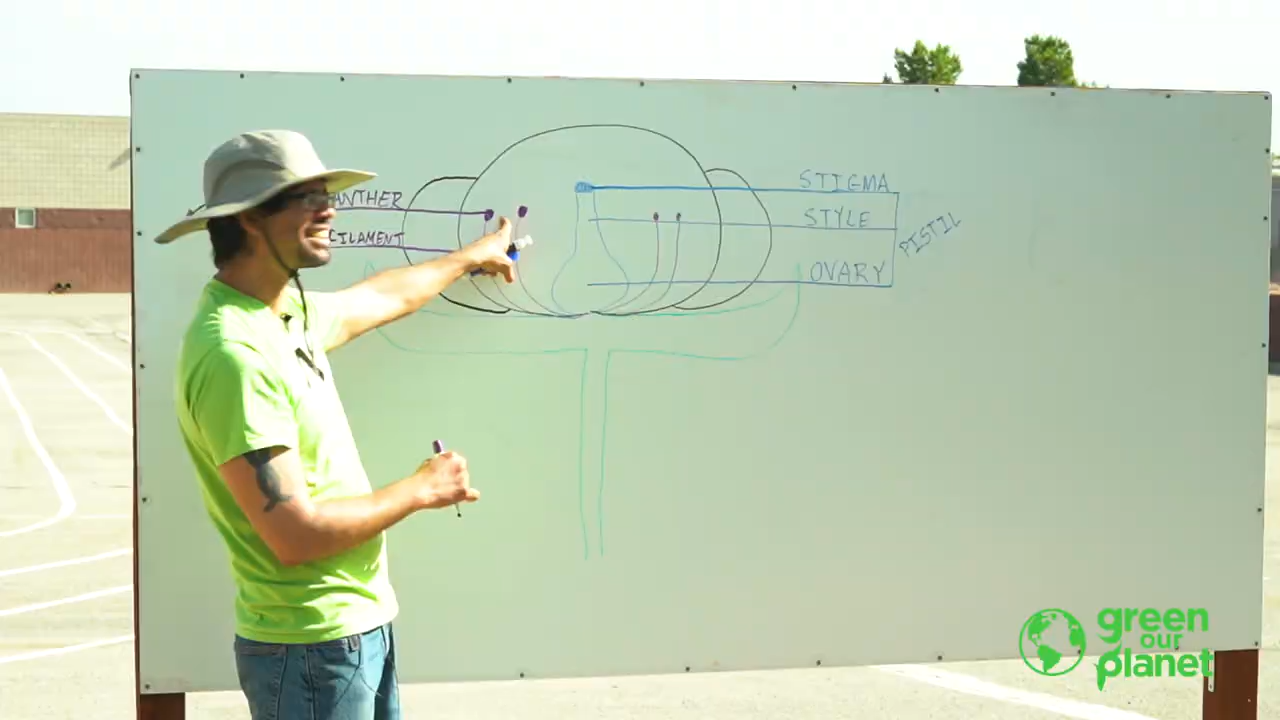 ANTHER
FILAMENT
STIGMA
STYLE
OVARY
PISTIL
green
our
planet